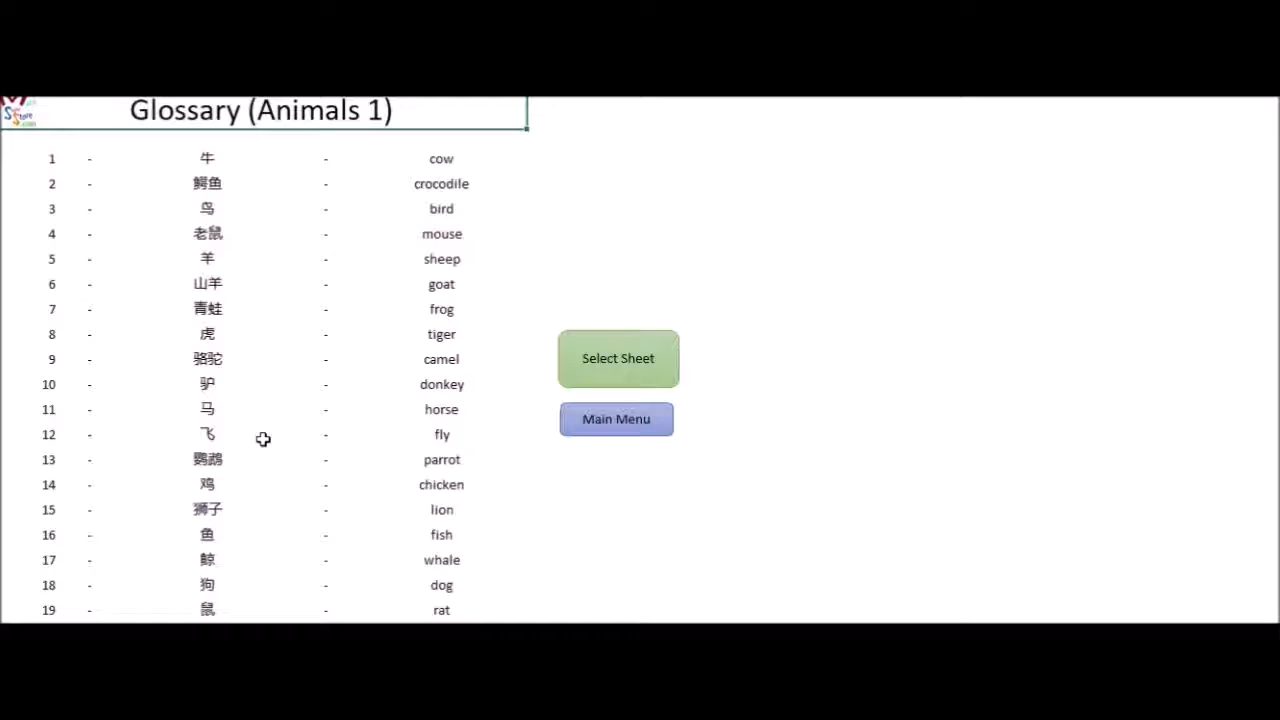 Glossary (Animals 1)
1 - 牛 - cow
2 - 鳄鱼 - crocodile
3 - 鸟 - bird
4 - 老鼠 - mouse
5 - 羊 - sheep
6 - 山羊 - goat
7 - 青蛙 - frog
8 - 虎 - tiger
9 - 骆驼 - camel
10 - 驴 - donkey
11 - 马 - horse
12 - 飞 - fly
13 - 鹦鹉 - parrot
14 - 鸡 - chicken
15 - 狮子 - lion
16 - 鱼 - fish
17 - 鲸 - whale
18 - 狗 - dog
19 - 鼠 - rat
Select Sheet
Main Menu